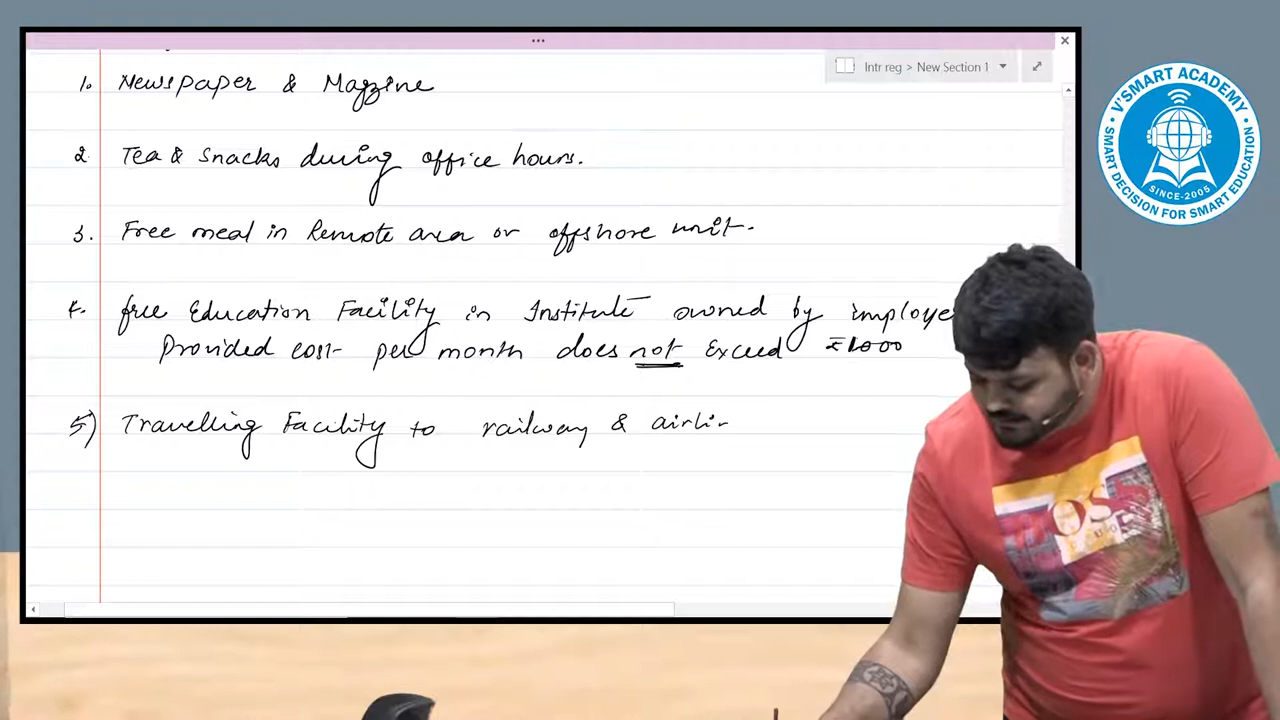 Intr reg > New Section 1
1. Newspaper & Magzine
2. Tea & Snacks during office hours.
3. Free meal in Remote area or offshore unit.
4. free Education Facility in Institute owned by employe
Provided cost per month does not exceed ₹1000
5) Travelling Facility to railway & airlin
V'SMART ACADEMY
SINCE-2005
SMART DECISION FOR SMART EDUCATION